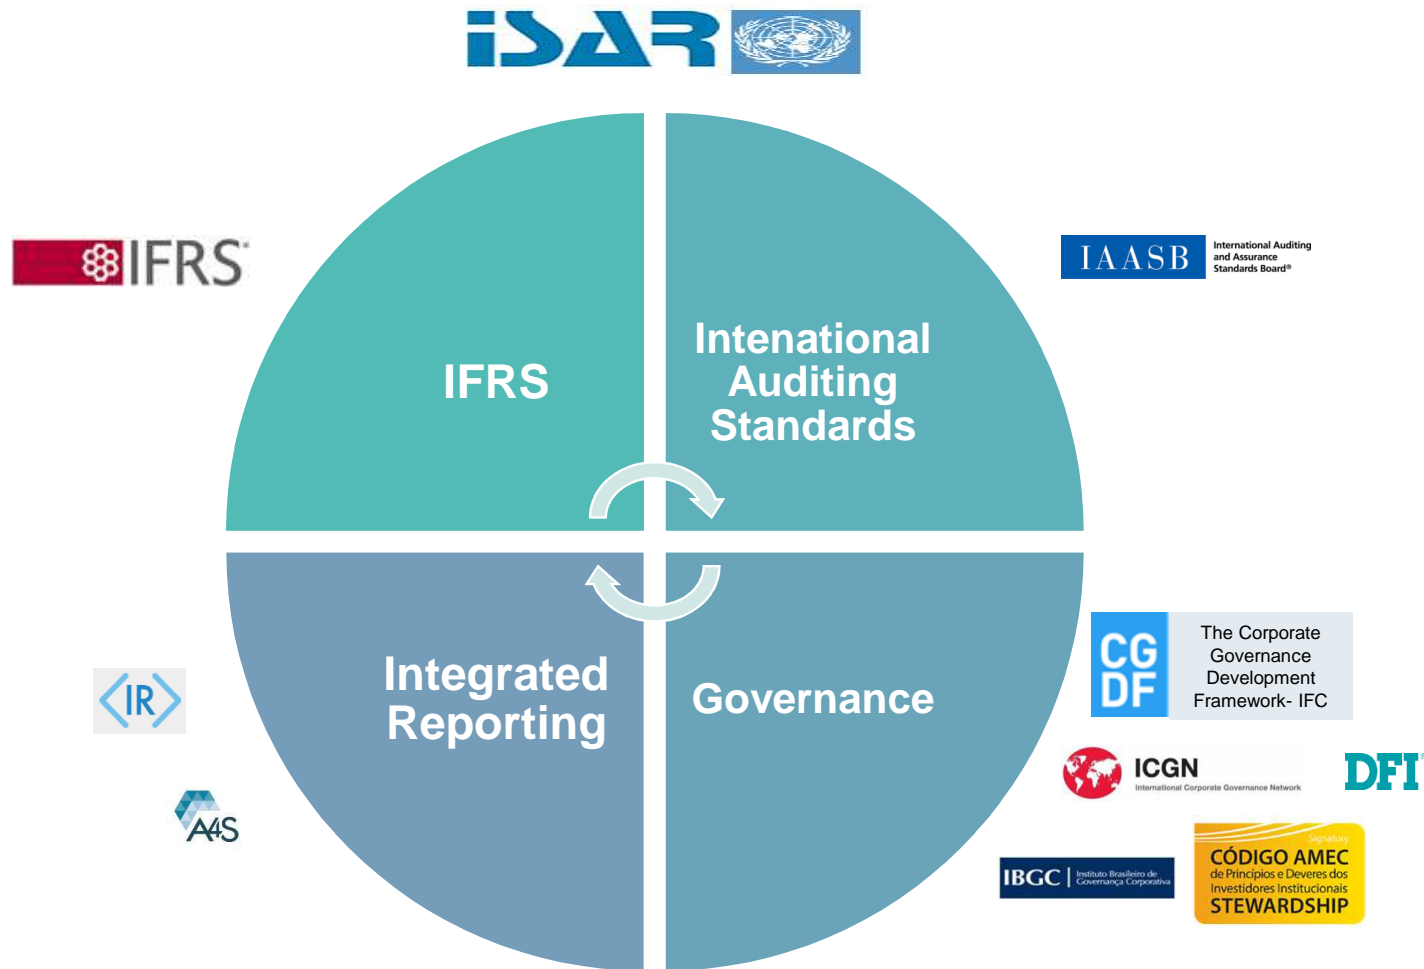 iSAR
IFRS
IAASB
International Auditing
and Assurance
Standards Board®
IFRS
Intenational
Auditing
Standards
Integrated
Reporting
Governance
<IR>
A4S
CG
DF
The Corporate
Governance
Development
Framework- IFC
ICGN
International Corporate Governance Network
DFI
IBGC
Instituto Brasileiro de
Governança Corporativa
Signatory
CÓDIGO AMEC
de Princípios e Deveres dos
Investidores Institucionais
STEWARDSHIP